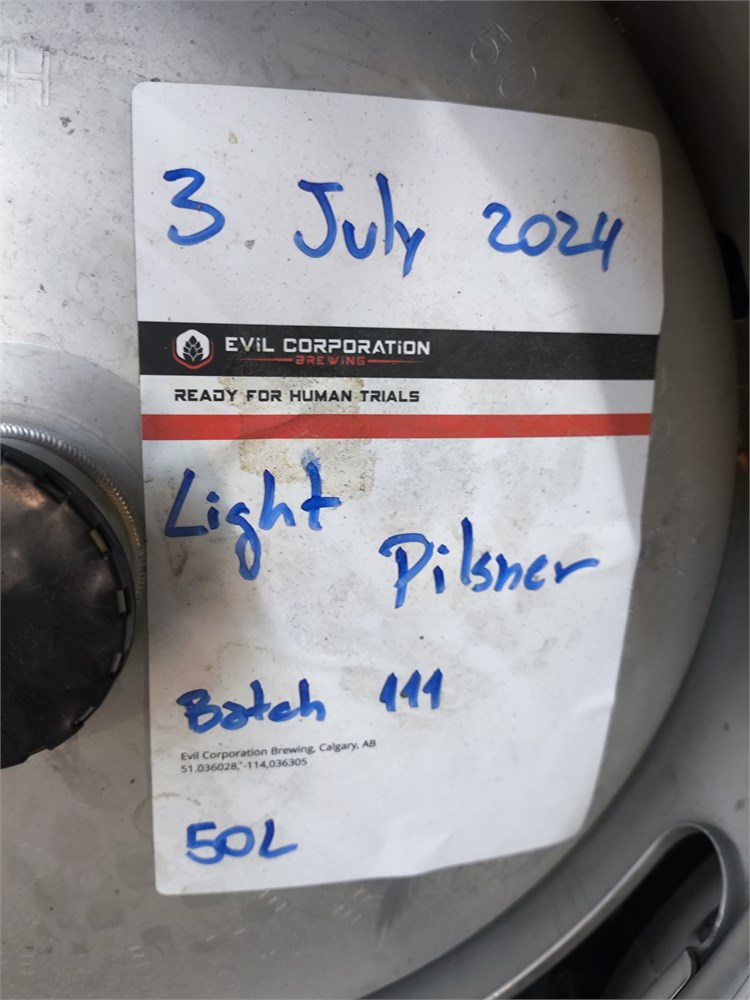 50
H
3 July 2024
EViL CORPORATiON
BREWING
READY FOR HUMAN TRIALS
Light
Pilsner
Batch 111
Evil Corporation Brewing, Calgary, AB
51.036028,°-114,036305
50L